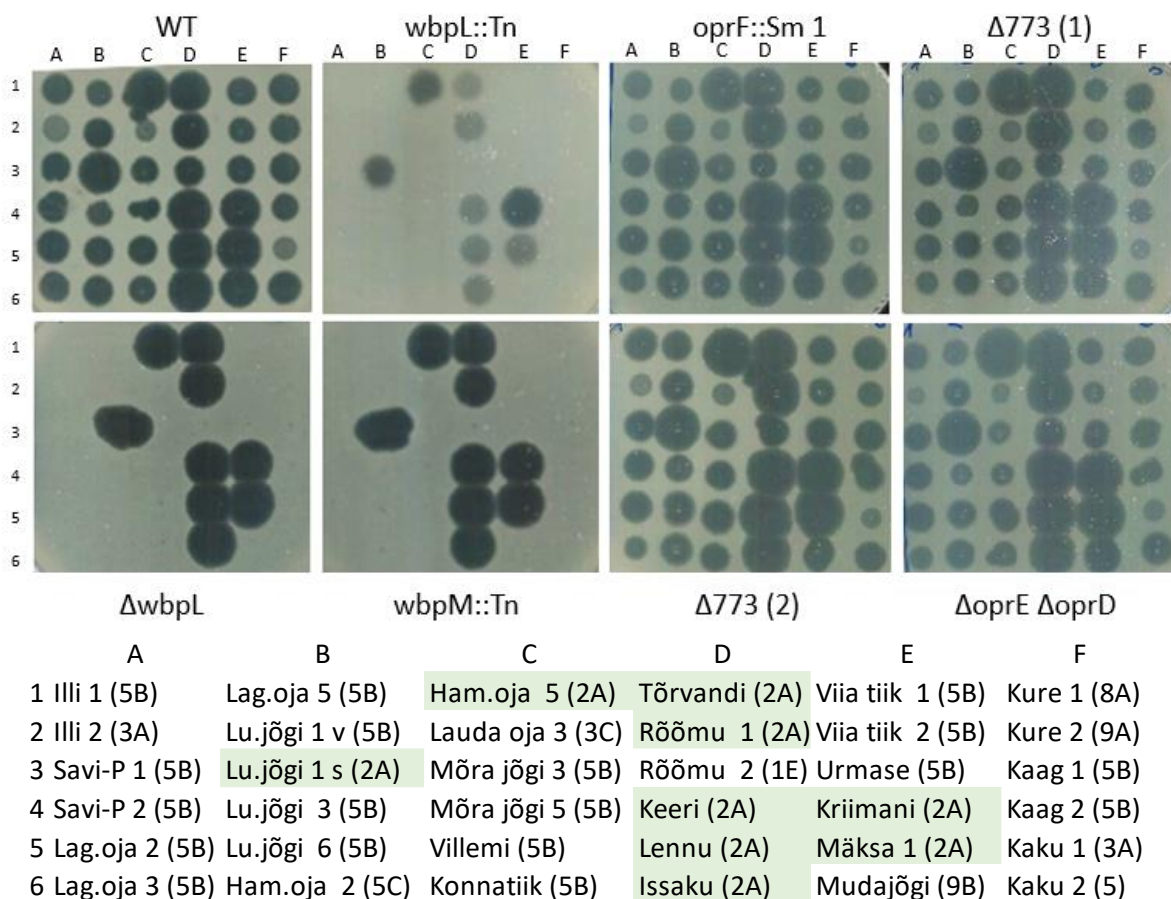 WT wbpL::Tn oprF::Sm 1 Δ773 (1)
A B C D E F A B C D E F A B C D E F A B C D E F
1
2
3
4
5
6
1
2
3
4
5
6
ΔwbpL wbpM::Tn Δ773 (2) ΔoprE ΔoprD
A B C D E F
1 Illi 1 (5B) Lag.oja 5 (5B) Ham.oja 5 (2A) Tõrvandi (2A) Viia tiik 1 (5B) Kure 1 (8A)
2 Illi 2 (3A) Lu.jõgi 1 v (5B) Lauda oja 3 (3C) Rõõmu 1 (2A) Viia tiik 2 (5B) Kure 2 (9A)
3 Savi-P 1 (5B) Lu.jõgi 1 s (2A) Mõra jõgi 3 (5B) Rõõmu 2 (1E) Urmase (5B) Kaag 1 (5B)
4 Savi-P 2 (5B) Lu.jõgi 3 (5B) Mõra jõgi 5 (5B) Keeri (2A) Kriimani (2A) Kaag 2 (5B)
5 Lag.oja 2 (5B) Lu.jõgi 6 (5B) Villemi (5B) Lennu (2A) Mäksa 1 (2A) Kaku 1 (3A)
6 Lag.oja 3 (5B) Ham.oja 2 (5C) Konnatiik (5B) Issaku (2A) Mudajõgi (9B) Kaku 2 (5)